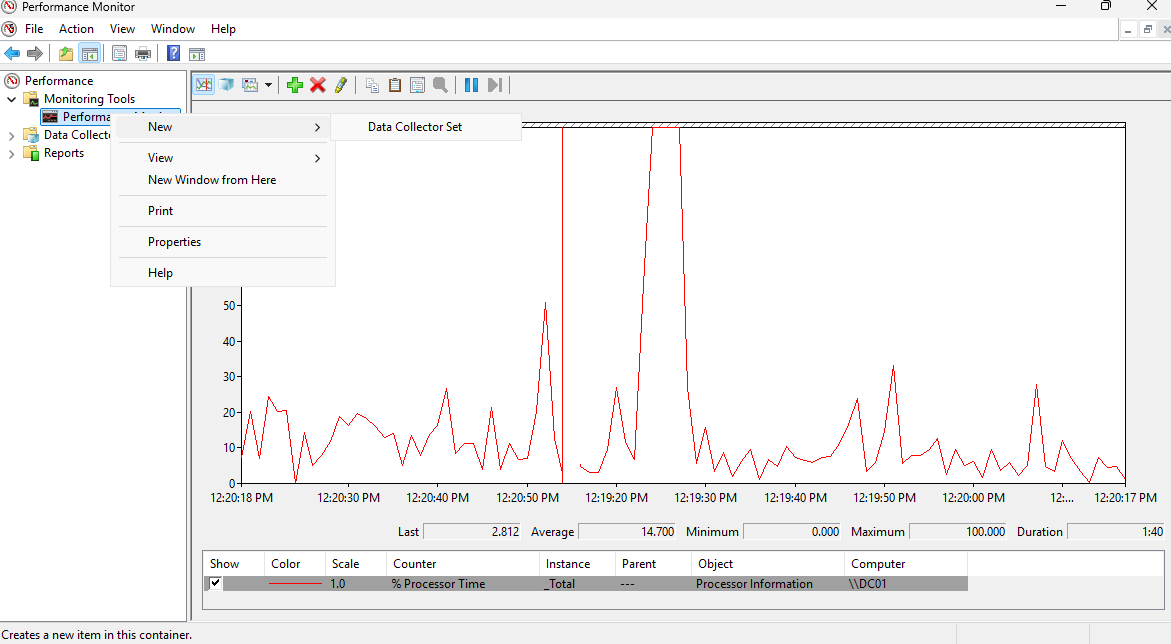 Performance Monitor
File Action View Window Help
Performance
Monitoring Tools
Performa
Data Collecto
Reports
New
Data Collector Set
View
New Window from Here
Print
Properties
Help
50
40
30
20
10
0
12:20:18 PM 12:20:30 PM 12:20:40 PM 12:20:50 PM 12:19:20 PM 12:19:30 PM 12:19:40 PM 12:19:50 PM 12:20:00 PM 12:... 12:20:17 PM
Last 2.812 Average 14.700 Minimum 0.000 Maximum 100.000 Duration 1:40
Show Color Scale Counter Instance Parent Object Computer
1.0 % Processor Time _Total --- Processor Information \\DC01
Creates a new item in this container.